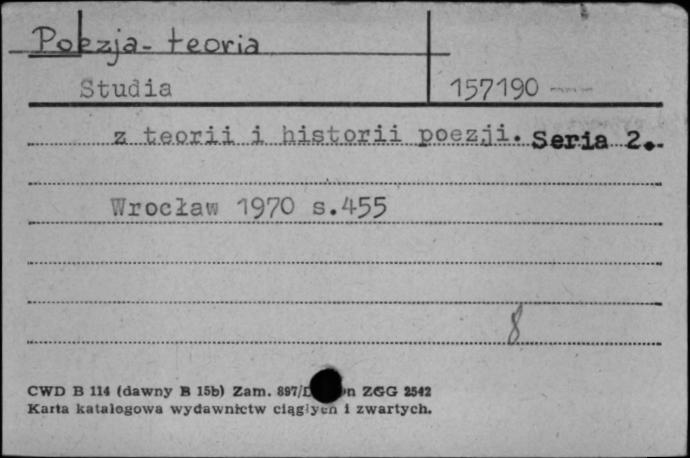 Poezja - teoria
Studia 157190
z teorii i historii poezji. Seria 2.
Wrocław 1970 s.455
8
CWD B 114 (dawny B 15b) Zam. 897/ ZGG 2542
Karta katalogowa wydawnictw ciągłych i zwartych.